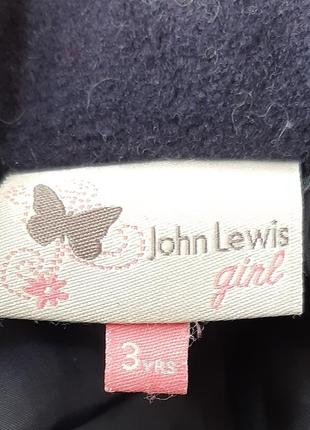 John Lewis
girl
3 YRS